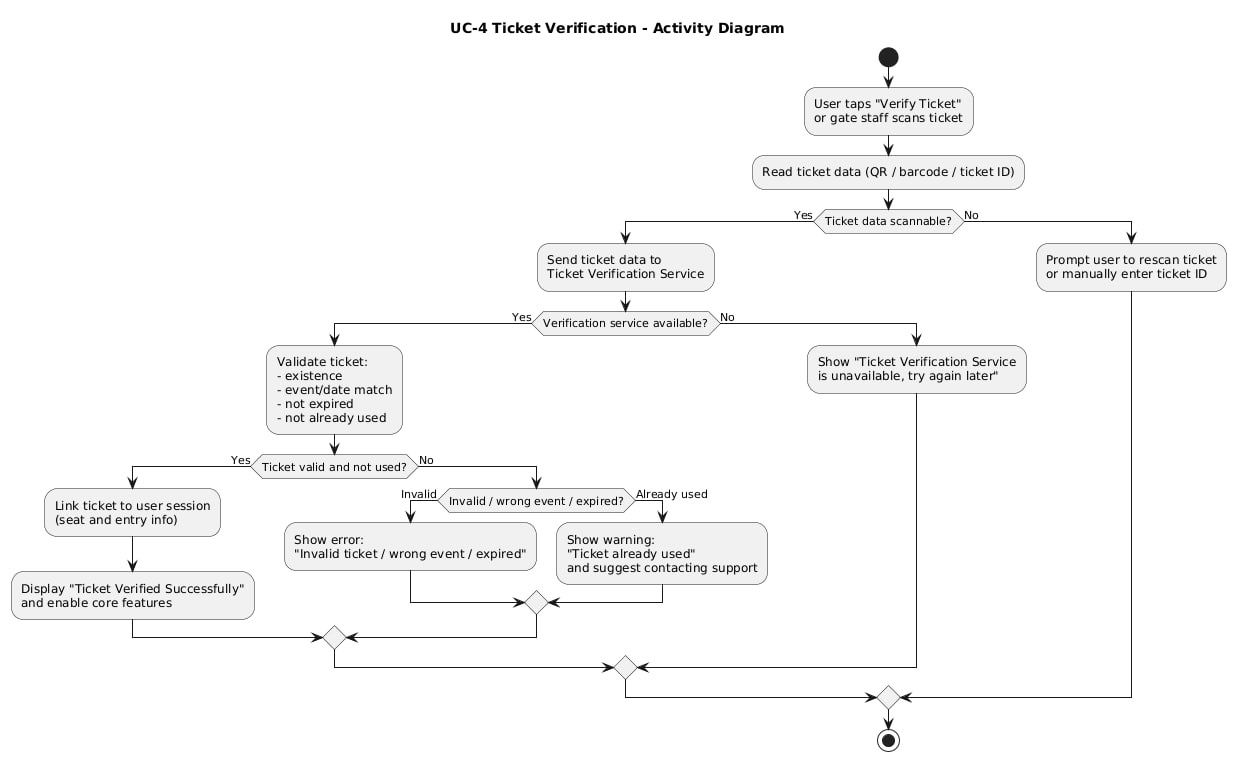 UC-4 Ticket Verification - Activity Diagram
User taps "Verify Ticket"
or gate staff scans ticket
Read ticket data (QR / barcode / ticket ID)
Ticket data scannable?
Yes
No
Send ticket data to
Ticket Verification Service
Prompt user to rescan ticket
or manually enter ticket ID
Verification service available?
Yes
No
Validate ticket:
- existence
- event/date match
- not expired
- not already used
Show "Ticket Verification Service
is unavailable, try again later"
Ticket valid and not used?
Yes
No
Link ticket to user session
(seat and entry info)
Display "Ticket Verified Successfully"
and enable core features
Invalid / wrong event / expired?
Invalid
Already used
Show error:
"Invalid ticket / wrong event / expired"
Show warning:
"Ticket already used"
and suggest contacting support